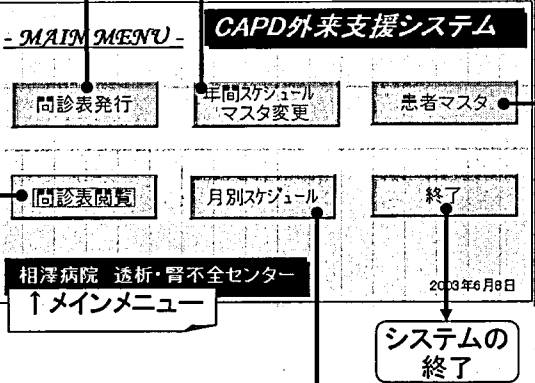 - MAIN MENU -
CAPD外来支援システム
問診表発行
年間スケジュール
マスタ変更
患者マスタ
問診表閲覧
月別スケジュール
終了
相澤病院 透析・腎不全センター
2003年6月8日
↑メインメニュー
システムの
終了